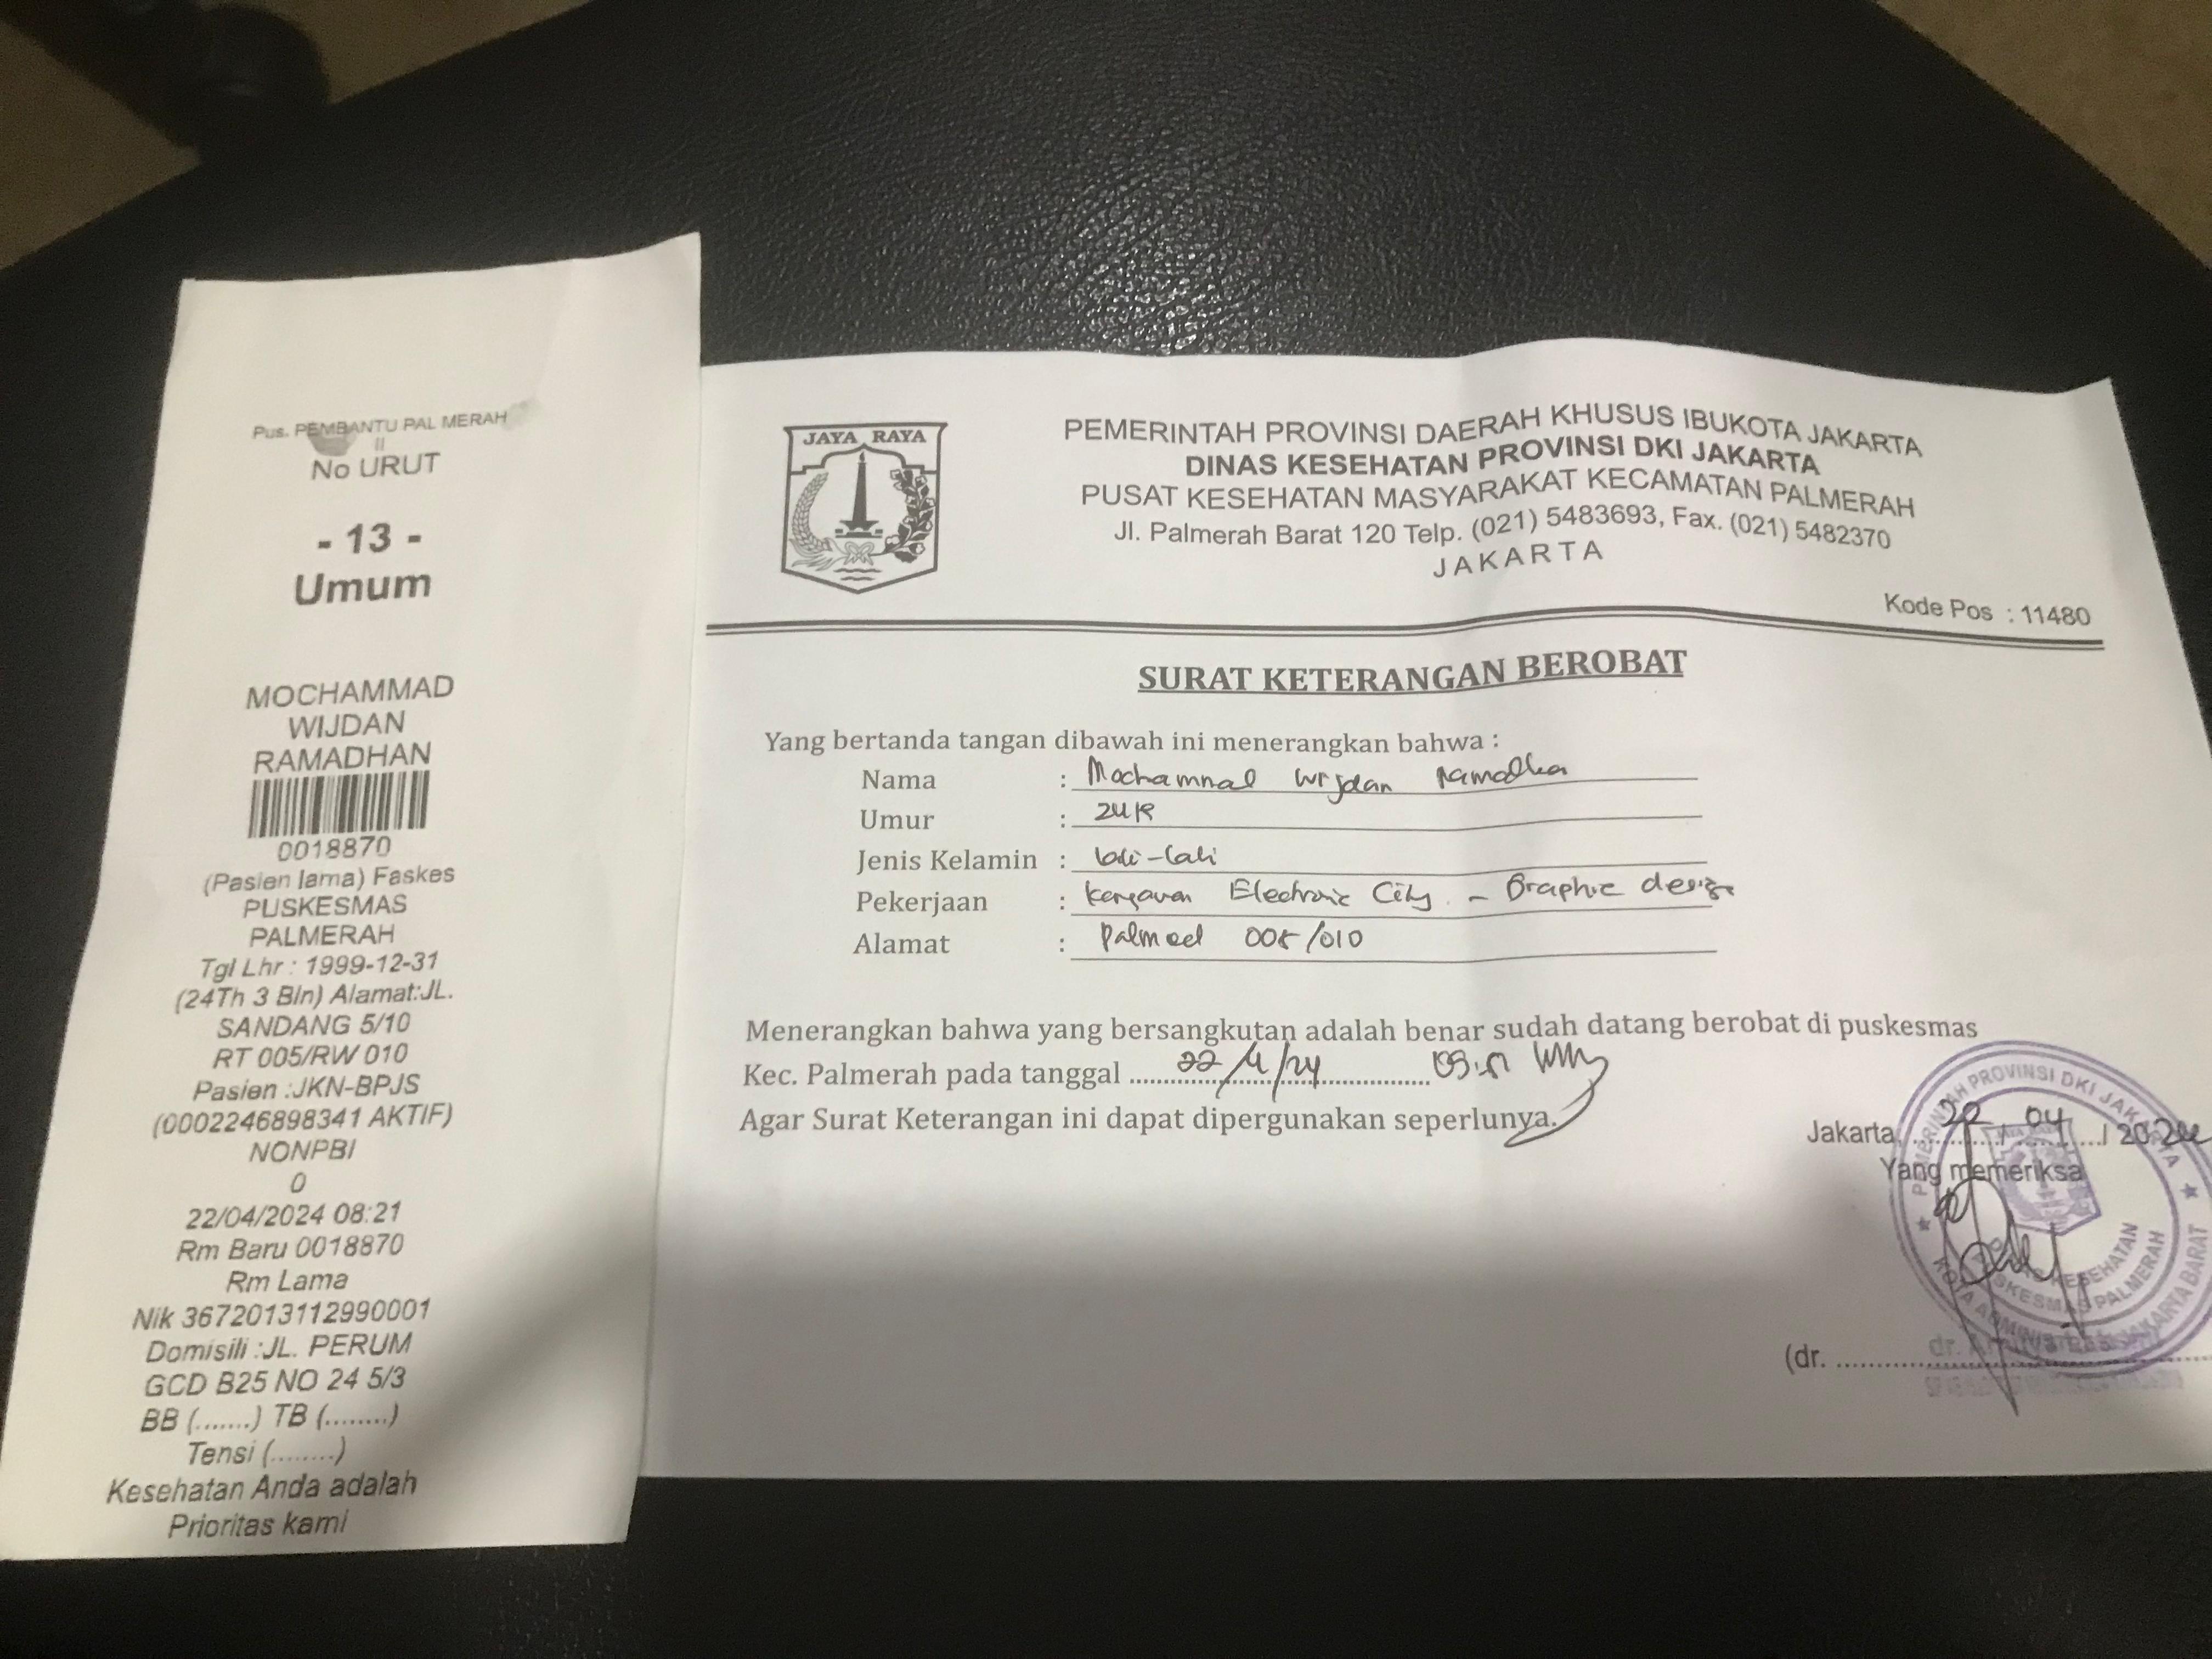 Pus. PEMBANTU PAL MERAH
II
No URUT
- 13 -
Umum
MOCHAMMAD
WIJDAN
RAMADHAN
0018870
(Pasien lama) Faskes
PUSKESMAS
PALMERAH
Tgl Lhr : 1999-12-31
(24Th 3 Bln) Alamat:JL.
SANDANG 5/10
RT 005/RW 010
Pasien :JKN-BPJS
(0002246898341 AKTIF)
NONPBI
0
22/04/2024 08:21
Rm Baru 0018870
Rm Lama
Nik 3672013112990001
Domisili :JL. PERUM
GCD B25 NO 24 5/3
BB (.......) TB (........)
Tensi (........)
Kesehatan Anda adalah
Prioritas kami
JAYA RAYA
PEMERINTAH PROVINSI DAERAH KHUSUS IBUKOTA JAKARTA
DINAS KESEHATAN PROVINSI DKI JAKARTA
PUSAT KESEHATAN MASYARAKAT KECAMATAN PALMERAH
Jl. Palmerah Barat 120 Telp. (021) 5483693, Fax. (021) 5482370
JAKARTA
Kode Pos : 11480
SURAT KETERANGAN BEROBAT
Yang bertanda tangan dibawah ini menerangkan bahwa :
Nama : Mochammad Wijdan Ramadhan
Umur : 24
Jenis Kelamin : laki-laki
Pekerjaan : Karyawan Electronic City - Graphic design
Alamat : Palmerah 005/010
Menerangkan bahwa yang bersangkutan adalah benar sudah datang berobat di puskesmas
Kec. Palmerah pada tanggal 22/4/24
Agar Surat Keterangan ini dapat dipergunakan seperlunya.
Jakarta, 22 / 04 / 2024
Yang memeriksa
PEMERINTAH PROVINSI DKI JAKARTA
DINAS KESEHATAN
PUSKESMAS PALMERAH
KOTA ADMINISTRASI JAKARTA BARAT
(dr.